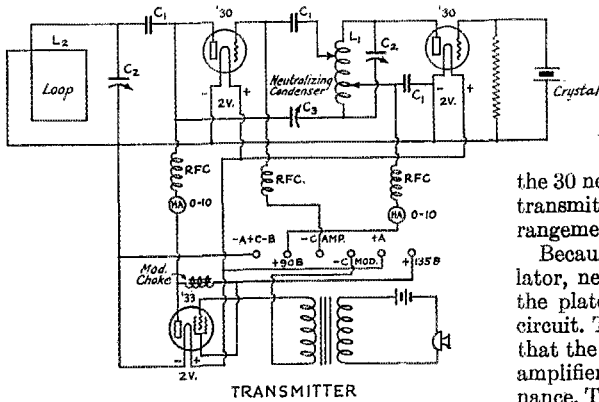 C1
'30
C1
L1
'30
L2
C2
Loop
C2
Neutralizing
Condenser
C1
C3
- 2V. +
- 2V. +
Crystal
RFC
RFC.
RFC
MA 0-10
MA 0-10
-A+C-B
+90B
-C AMP.
-C MOD.
+A
+135B
Mod.
Choke
'33
- 2V. +
TRANSMITTER
the 30 ne
transmit
rangeme
Becau
lator, ne
the plate
circuit. T
that the
amplifier
nance. T